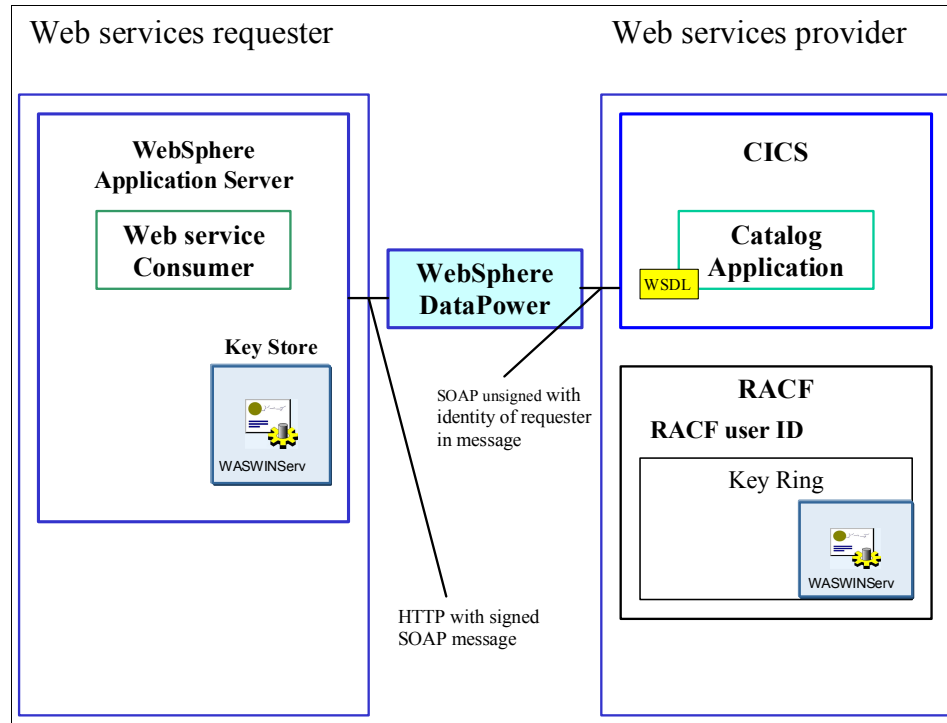 Web services requester
Web services provider
WebSphere
Application Server
Web service
Consumer
Key Store
WASWINServ
WebSphere
DataPower
SOAP unsigned with
identity of requester
in message
HTTP with signed
SOAP message
CICS
Catalog
Application
WSDL
RACF
RACF user ID
Key Ring
WASWINServ